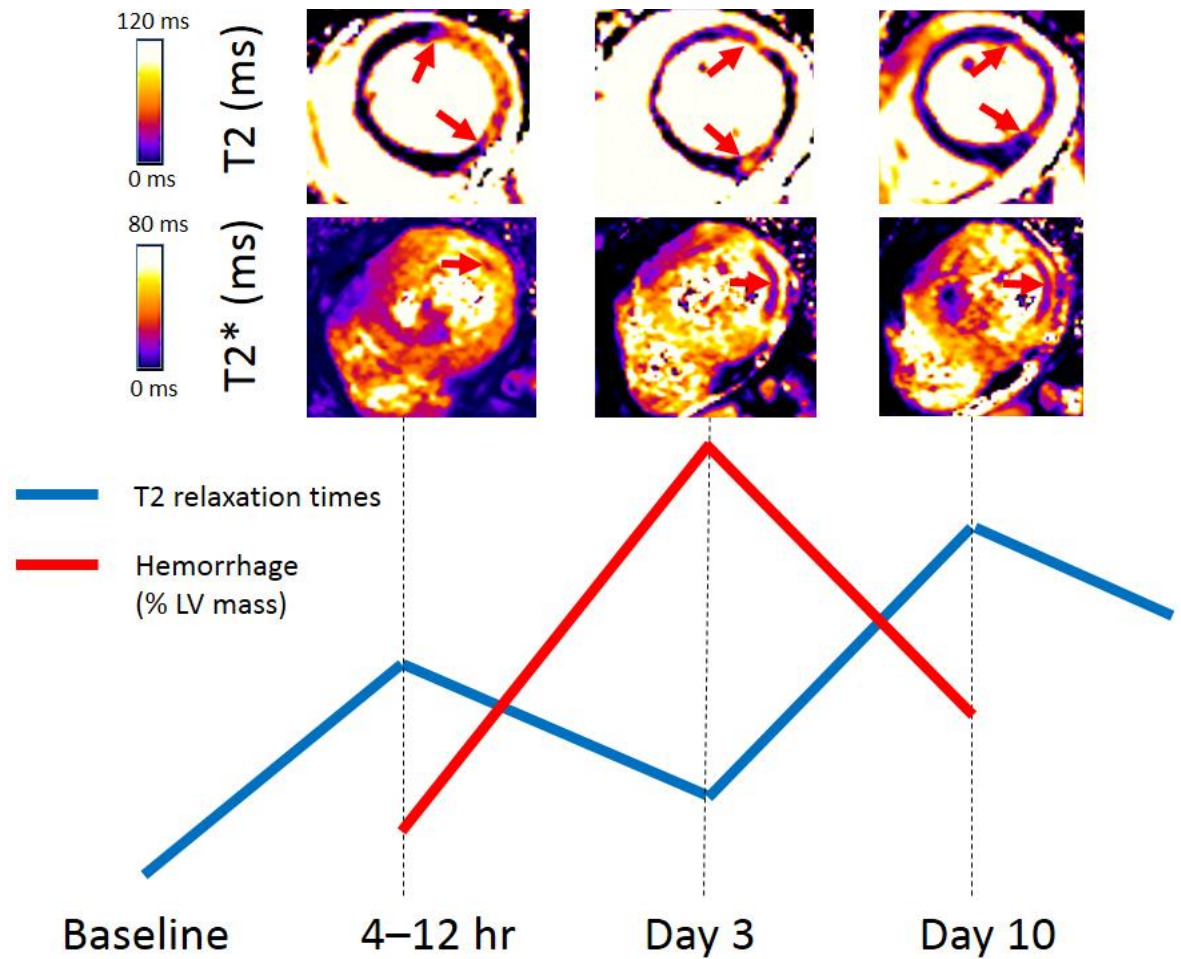 120 ms
T2 (ms)
0 ms
80 ms
T2* (ms)
0 ms
T2 relaxation times
Hemorrhage
(% LV mass)
Baseline
4–12 hr
Day 3
Day 10